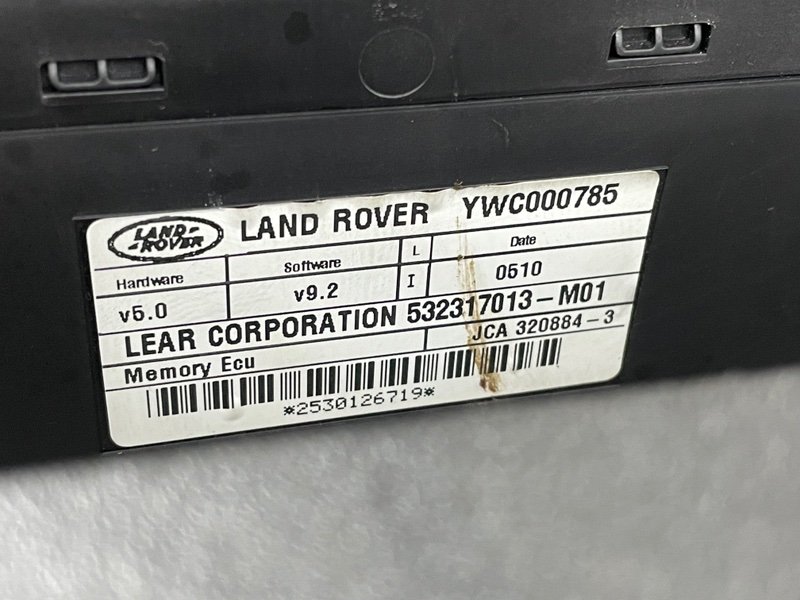 LAND ROVER LAND ROVER YWC000785
Hardware Software L Date
v5.0 v9.2 I 0510
LEAR CORPORATION 532317013-M01
Memory Ecu JCA 320884-3
*2530126719*